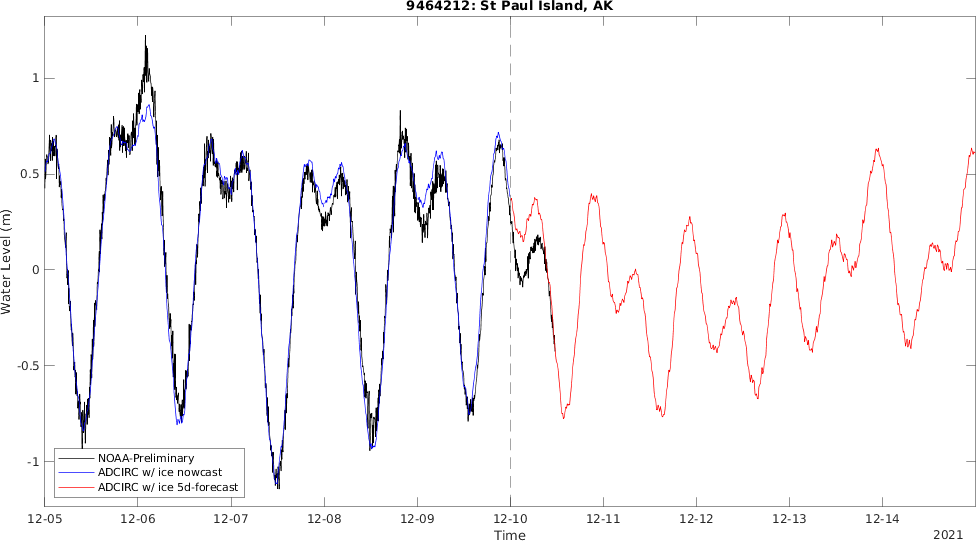 9464212: St Paul Island, AK
Water Level (m)
1
0.5
0
-0.5
-1
NOAA-Preliminary
ADCIRC w/ ice nowcast
ADCIRC w/ ice 5d-forecast
12-05 12-06 12-07 12-08 12-09 12-10 12-11 12-12 12-13 12-14
Time
2021